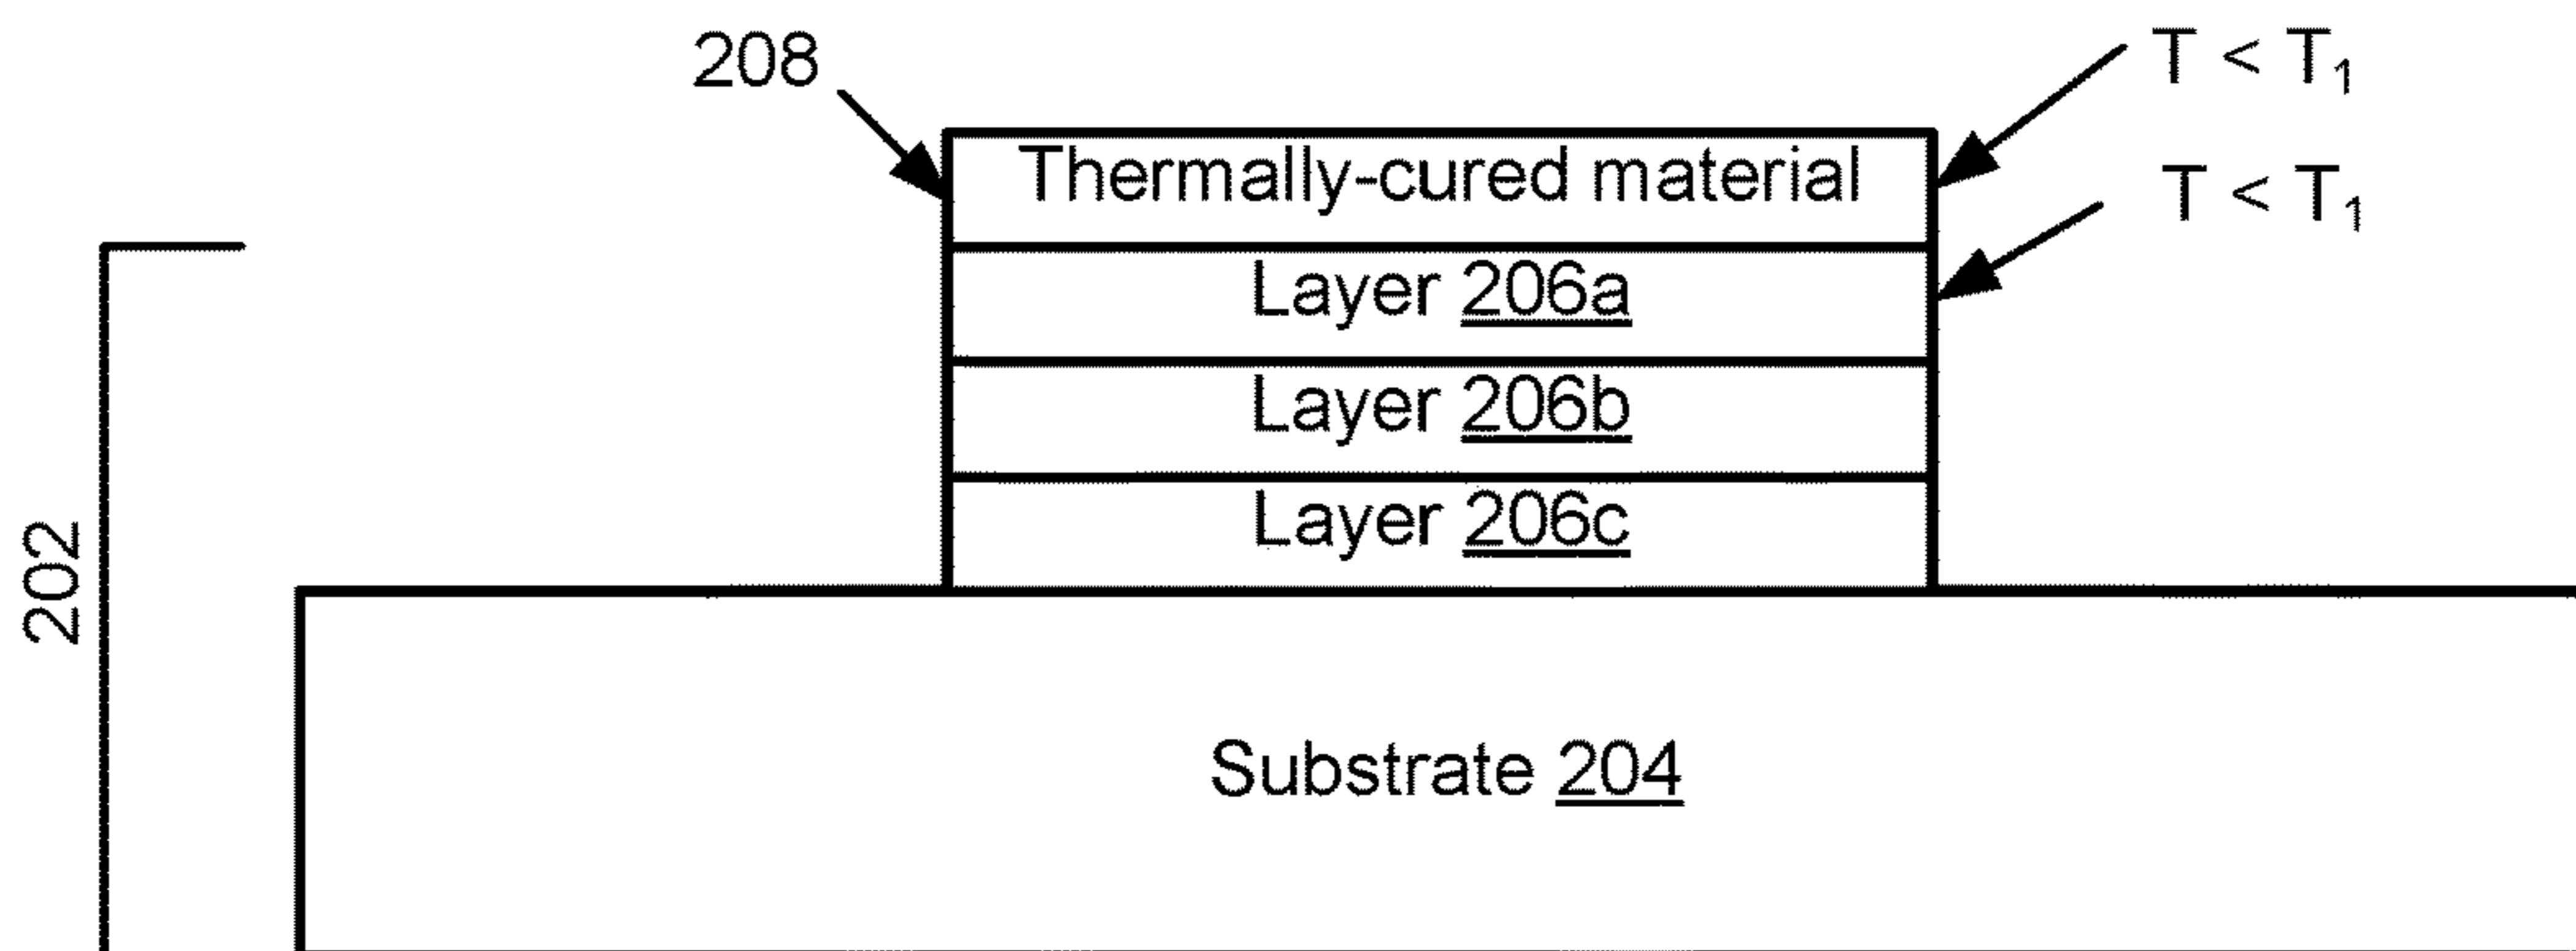 208
T < T₁
Thermally-cured material
T < T₁
Layer 206a
Layer 206b
Layer 206c
202
Substrate 204